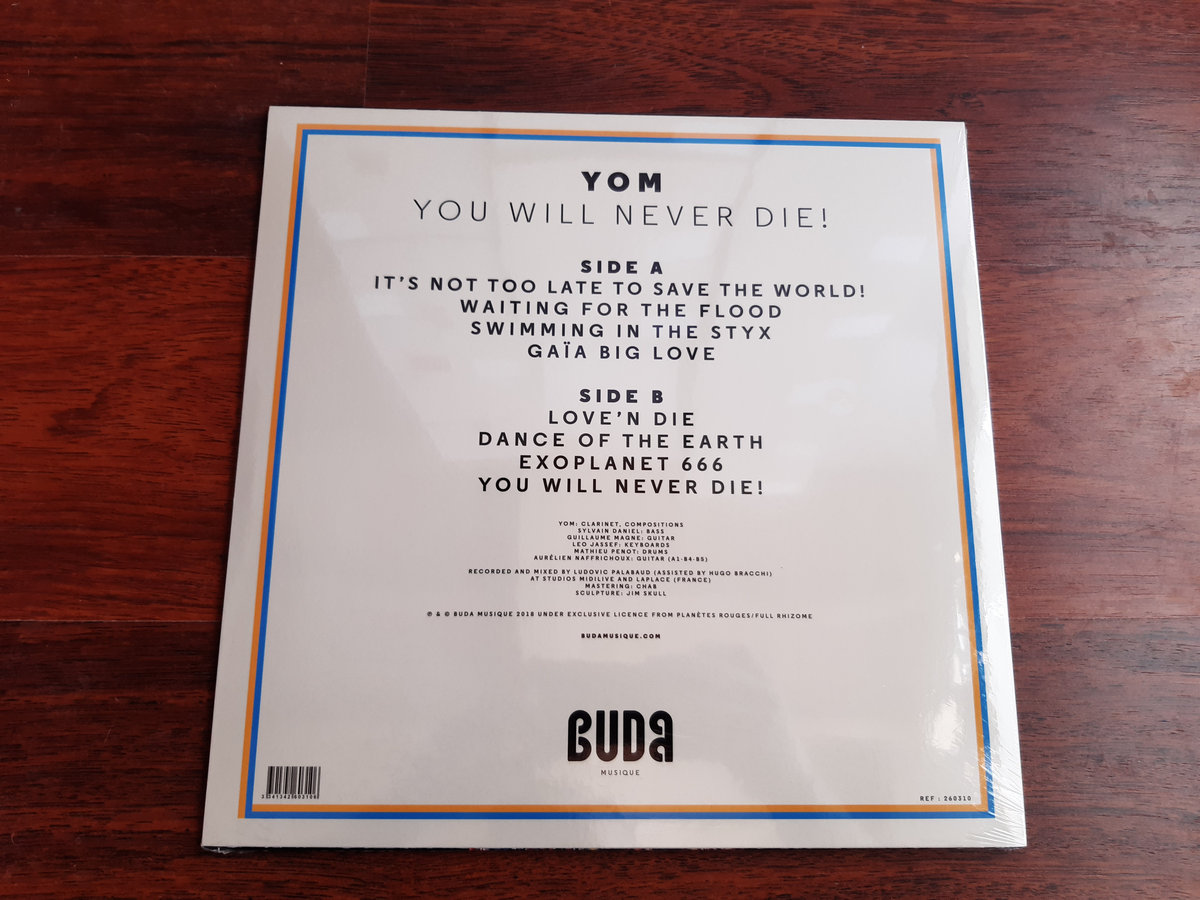 YOM
YOU WILL NEVER DIE!
SIDE A
IT'S NOT TOO LATE TO SAVE THE WORLD!
WAITING FOR THE FLOOD
SWIMMING IN THE STYX
GAÏA BIG LOVE
SIDE B
LOVE'N DIE
DANCE OF THE EARTH
EXOPLANET 666
YOU WILL NEVER DIE!
YOM: CLARINET, COMPOSITIONS
SYLVAIN DANIEL: BASS
GUILLAUME MAGNE: GUITAR
LEO JASSEF: KEYBOARDS
MATHIEU PENOT: DRUMS
AURÉLIEN NAFFRICHOUX: GUITAR (A1-B4-B5)
RECORDED AND MIXED BY LUDOVIC PALABAUD (ASSISTED BY HUGO BRACCHI)
AT STUDIOS MIDILIVE AND LAPLACE (FRANCE)
MASTERING: CHAB
SCULPTURE: JIM SKULL
℗ & © BUDA MUSIQUE 2018 UNDER EXCLUSIVE LICENCE FROM PLANÈTES ROUGES/FULL RHIZOME
BUDAMUSIQUE.COM
BUDA
MUSIQUE
3341342603106
REF : 260310